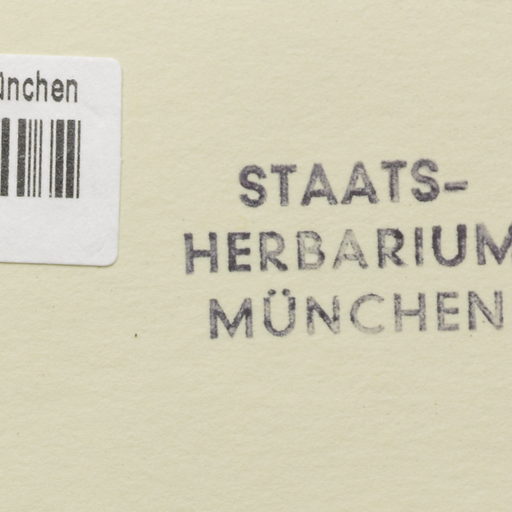 ünchen
STAATS-
HERBARIUM
MÜNCHEN